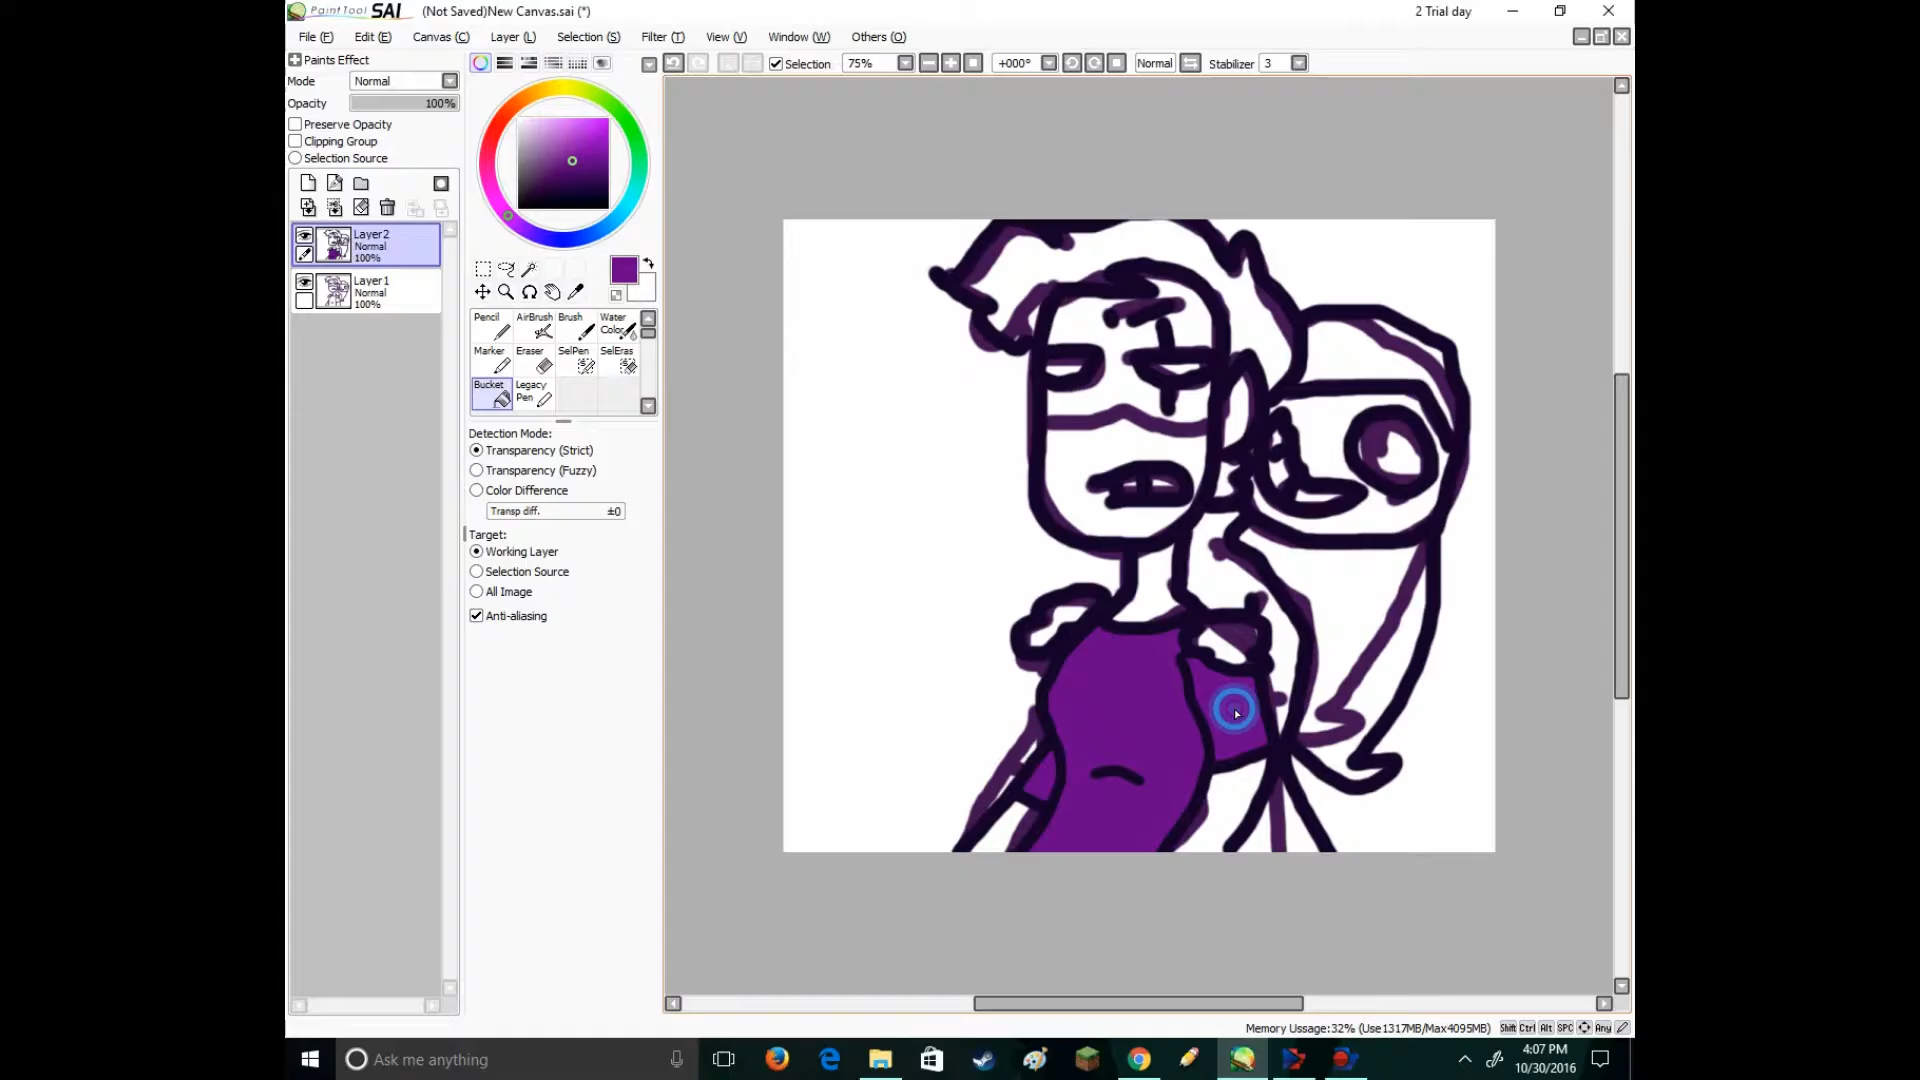 PaintTool SAI (Not Saved)New Canvas.sai (*) 2 Trial day
File (F) Edit (E) Canvas (C) Layer (L) Selection (S) Filter (T) View (V) Window (W) Others (O)
Paints Effect
Selection 75% +000° Normal Stabilizer 3
Mode Normal
Opacity 100%
Preserve Opacity
Clipping Group
Selection Source
Layer2
Normal
100%
Layer1
Normal
100%
Pencil AirBrush Brush Water Color
Marker Eraser SelPen SelEras
Bucket Legacy Pen
Detection Mode:
Transparency (Strict)
Transparency (Fuzzy)
Color Difference
Transp diff. ±0
Target:
Working Layer
Selection Source
All Image
Anti-aliasing
Memory Ussage:32% (Use1317MB/Max4095MB) Shift Ctrl Alt SPC Any
Ask me anything
4:07 PM
10/30/2016